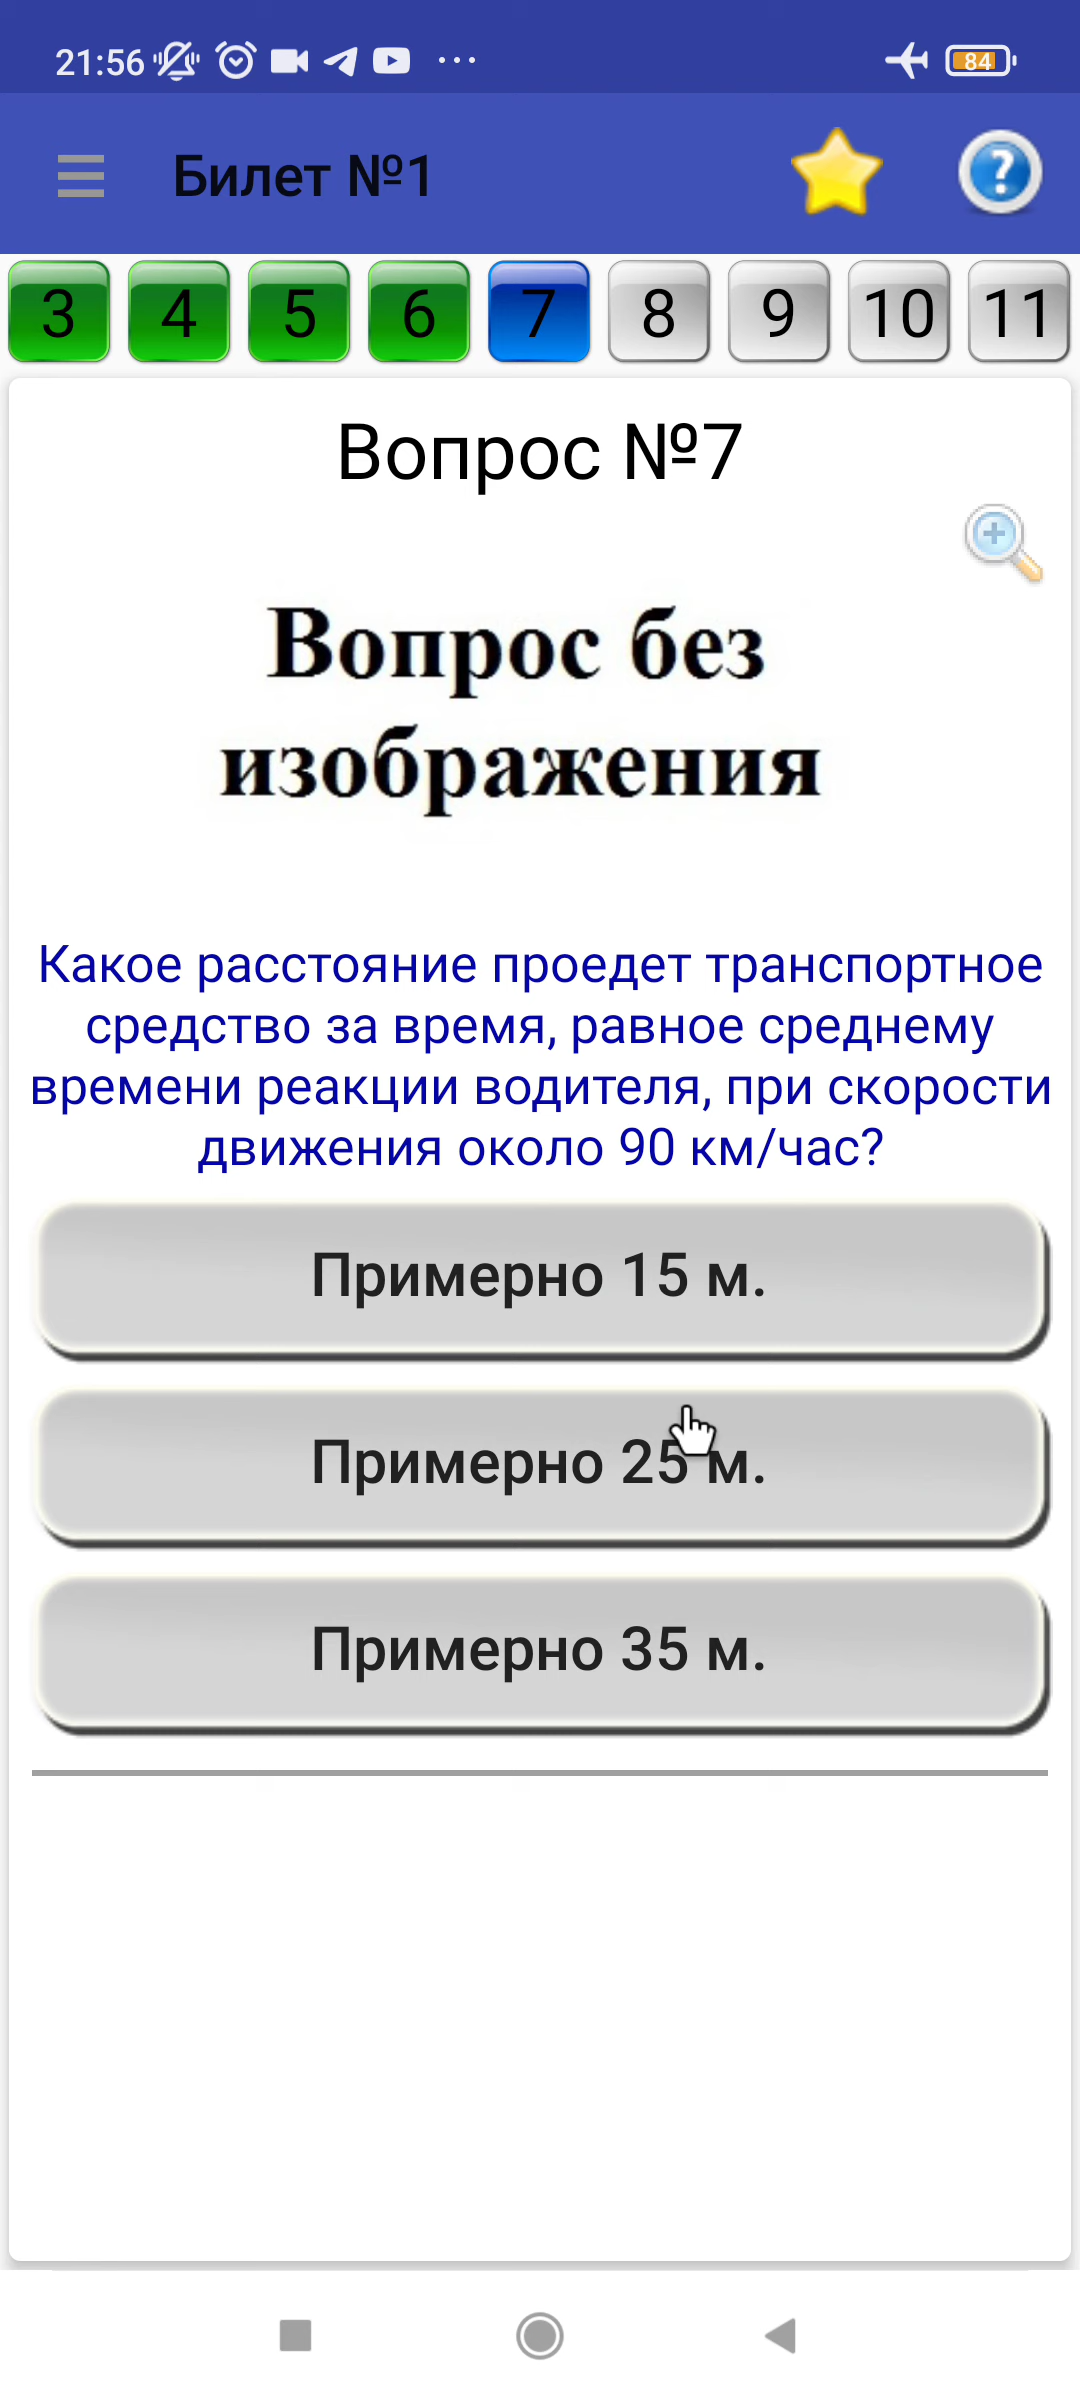 21:56
84
Билет №1
3 4 5 6 7 8 9 10 11
Вопрос №7
Вопрос без
изображения
Какое расстояние проедет транспортное
средство за время, равное среднему
времени реакции водителя, при скорости
движения около 90 км/час?
Примерно 15 м.
Примерно 25 м.
Примерно 35 м.